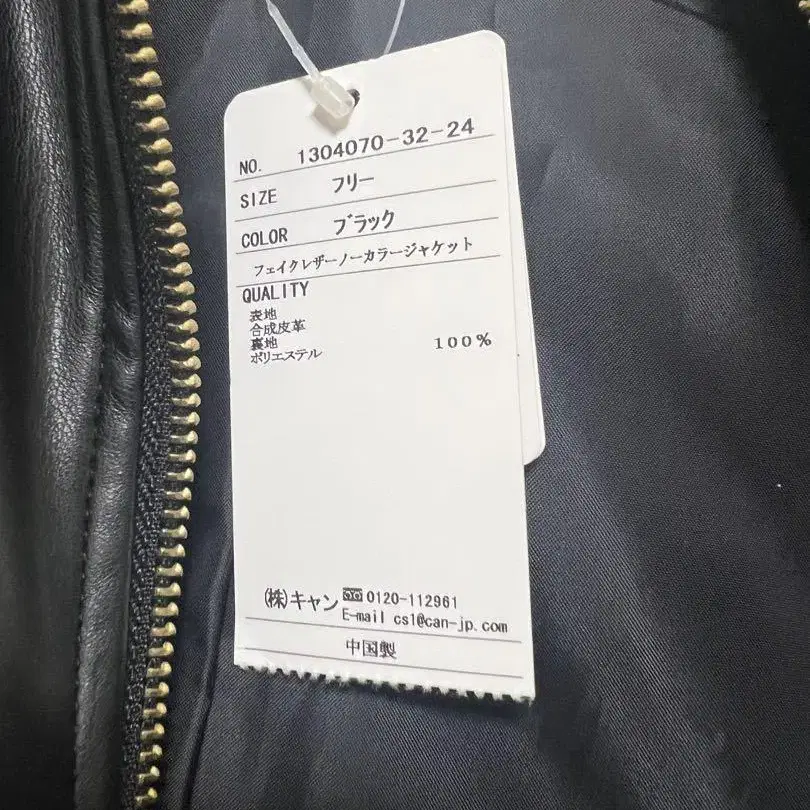 NO. 1304070-32-24
SIZE フリー
COLOR ブラック
フェイクレザーノーカラージャケット
QUALITY
表地
合成皮革
裏地
ポリエステル 100%
(株)キャン 0120-112961
E-mail cs1@can-jp.com
中国製